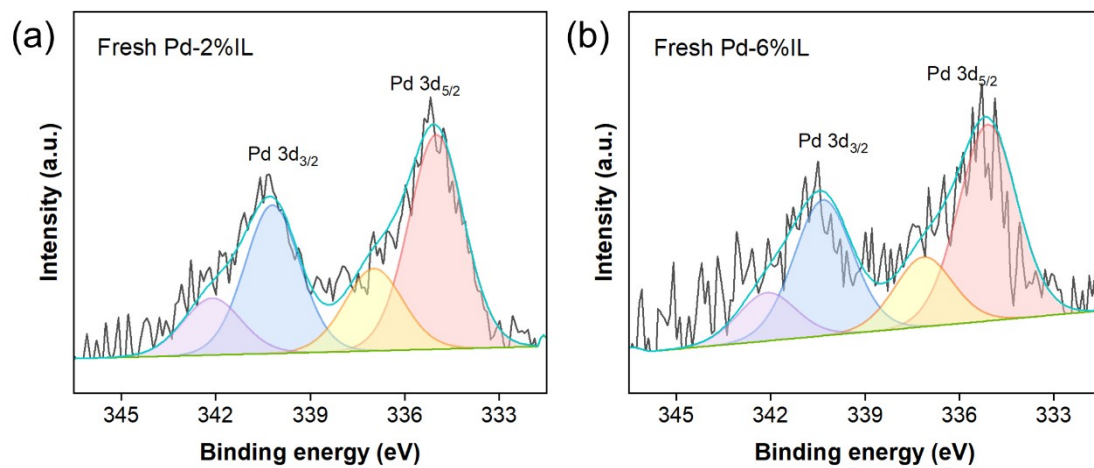 (a)
Fresh Pd-2%IL
Pd 3d5/2
Pd 3d3/2
Intensity (a.u.)
345 342 339 336 333
Binding energy (eV)
(b)
Fresh Pd-6%IL
Pd 3d5/2
Pd 3d3/2
Intensity (a.u.)
345 342 339 336 333
Binding energy (eV)